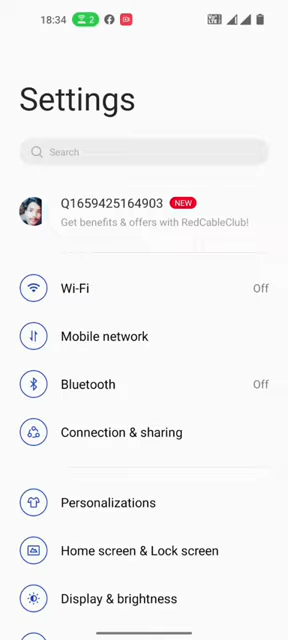 18:34 2
Settings
Search
Q1659425164903 NEW
Get benefits & offers with RedCableClub!
Wi-Fi Off
Mobile network
Bluetooth Off
Connection & sharing
Personalizations
Home screen & Lock screen
Display & brightness